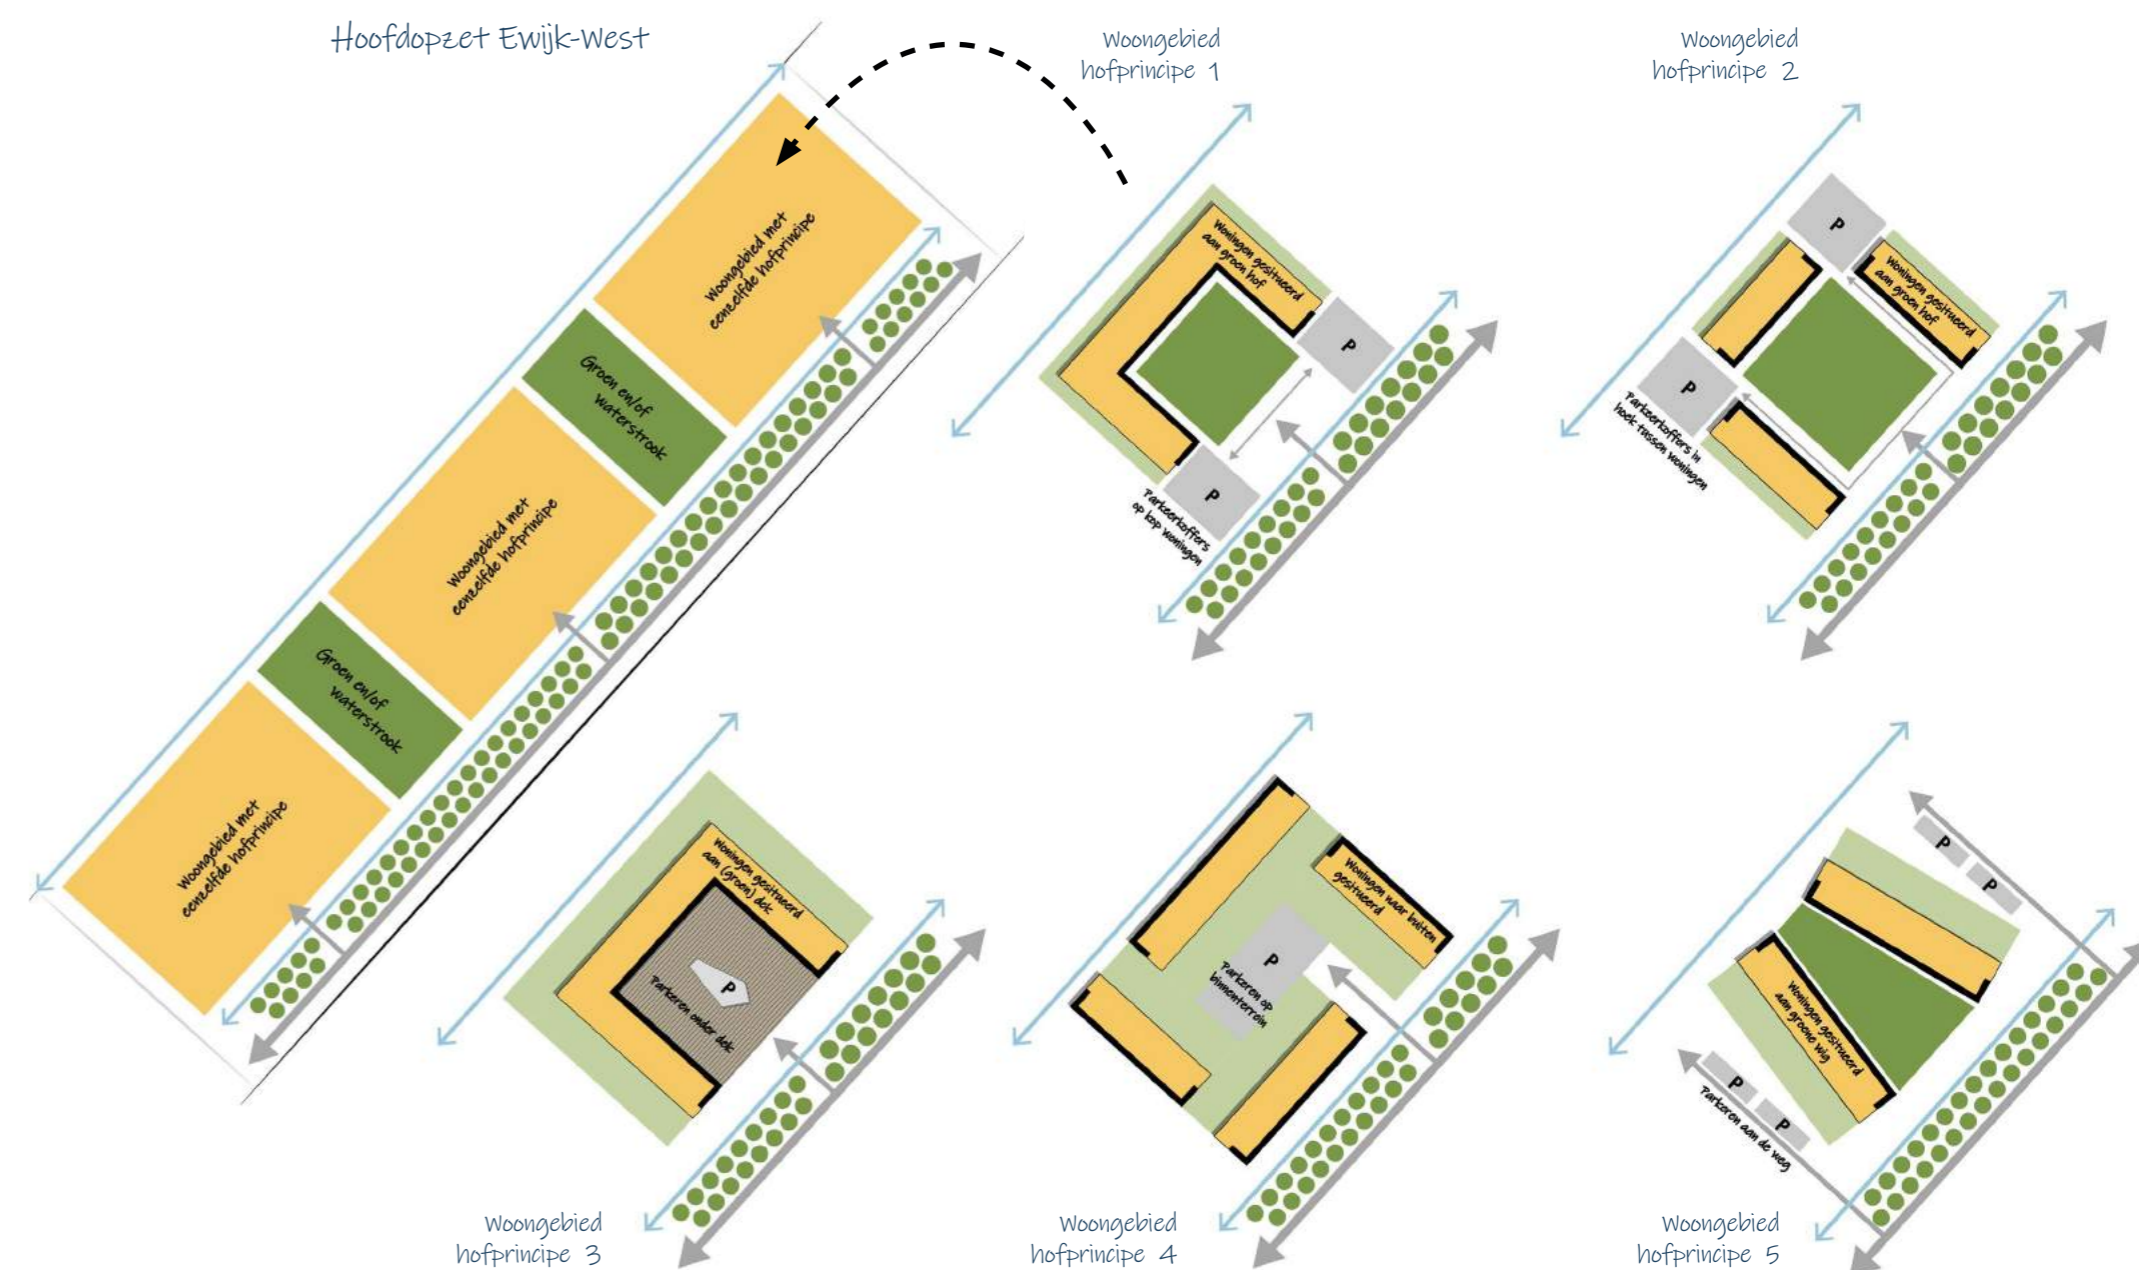 Hoofdopzet Ewijk-West
Woongebied met
eenzelfde hofprincipe
Groen en/of
waterstrook
Woongebied met
eenzelfde hofprincipe
Groen en/of
waterstrook
Woongebied met
eenzelfde hofprincipe
Woongebied
hofprincipe 1
Woningen gesitueerd
aan groen hof
P
P
Parkeerkoffers
op kop woningen
Woongebied
hofprincipe 2
P
Woningen gesitueerd
aan groen hof
P
Parkeerkoffers in
hoek tussen woningen
Woningen gesitueerd
aan (groen) dek
P
Parkeren onder dek
Woongebied
hofprincipe 3
Woningen naar buiten
gesitueerd
P
Parkeren op
binnenterrein
Woongebied
hofprincipe 4
P
P
Woningen gesitueerd
aan groene wig
P
P
Parkeren aan de weg
Woongebied
hofprincipe 5